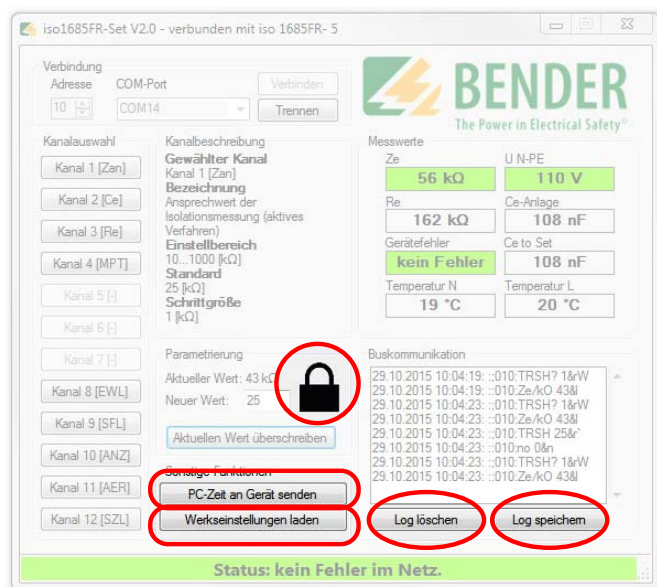 iso1685FR-Set V2.0 - verbunden mit iso 1685FR- 5
Verbindung
Adresse COM-Port
10 COM14
Verbinden
Trennen
BENDER
The Power in Electrical Safety®
Kanalauswahl
Kanal 1 [Zan]
Kanal 2 [Ce]
Kanal 3 [Re]
Kanal 4 [MPT]
Kanal 5 [-]
Kanal 6 [-]
Kanal 7 [-]
Kanal 8 [EWL]
Kanal 9 [SFL]
Kanal 10 [ANZ]
Kanal 11 [AER]
Kanal 12 [SZL]
Kanalbeschreibung
Gewählter Kanal
Kanal 1 [Zan]
Bezeichnung
Ansprechwert der
Isolationsmessung (aktives
Verfahren)
Einstellbereich
10...1000 [kΩ]
Standard
25 [kΩ]
Schrittgröße
1 [kΩ]
Messwerte
Ze U N-PE
56 kΩ 110 V
Re Ce-Anlage
162 kΩ 108 nF
Gerätefehler Ce to Set
kein Fehler 108 nF
Temperatur N Temperatur L
19 °C 20 °C
Parametrierung
Aktueller Wert: 43 kΩ
Neuer Wert: 25
Aktuellen Wert überschreiben
Sonstige Funktionen
PC-Zeit an Gerät senden
Werkseinstellungen laden
Buskommunikation
29.10.2015 10:04:19: :;010:TRSH? 1&rW
29.10.2015 10:04:19: ::010:Ze/kO 43&l
29.10.2015 10:04:23: :;010:TRSH? 1&rW
29.10.2015 10:04:23: ::010:Ze/kO 43&l
29.10.2015 10:04:23: :;010:TRSH 25&r`
29.10.2015 10:04:23: ::010:no 0&n
29.10.2015 10:04:23: :;010:TRSH? 1&rW
29.10.2015 10:04:23: ::010:Ze/kO 43&l
Log löschen
Log speichern
Status: kein Fehler im Netz.